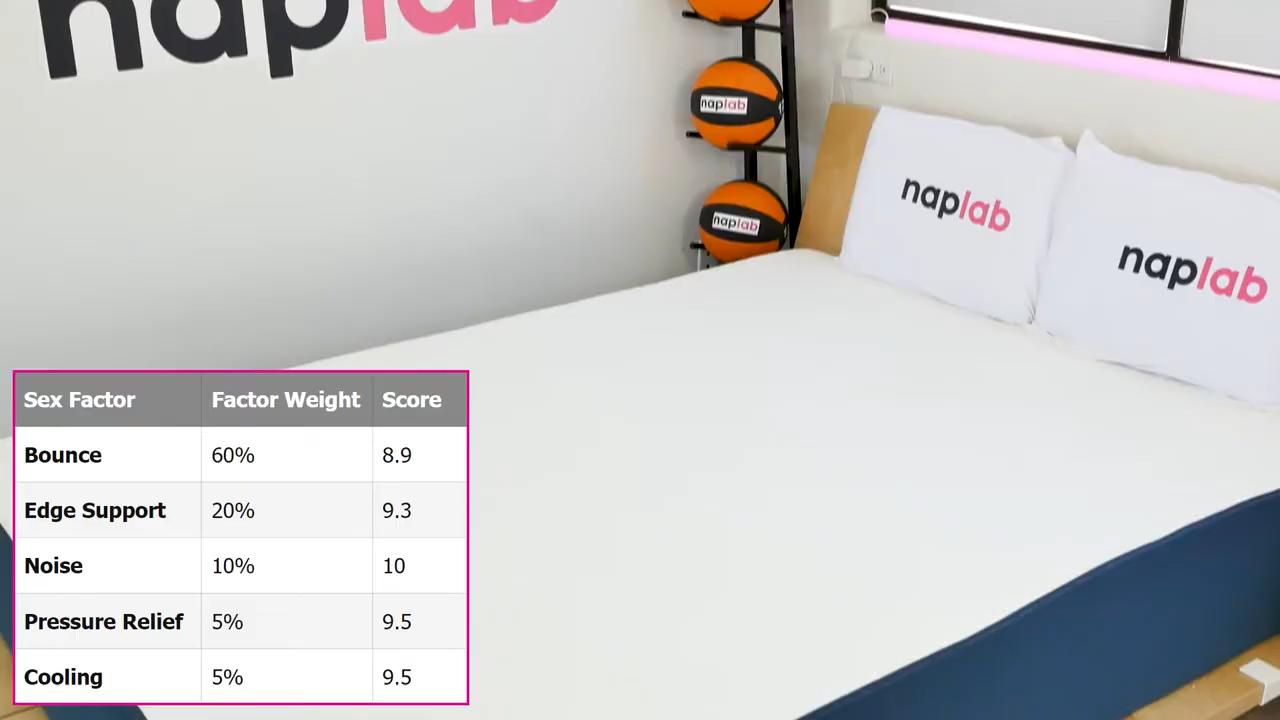 naplab
naplab
naplab
naplab
naplab
Sex Factor Factor Weight Score
Bounce 60% 8.9
Edge Support 20% 9.3
Noise 10% 10
Pressure Relief 5% 9.5
Cooling 5% 9.5